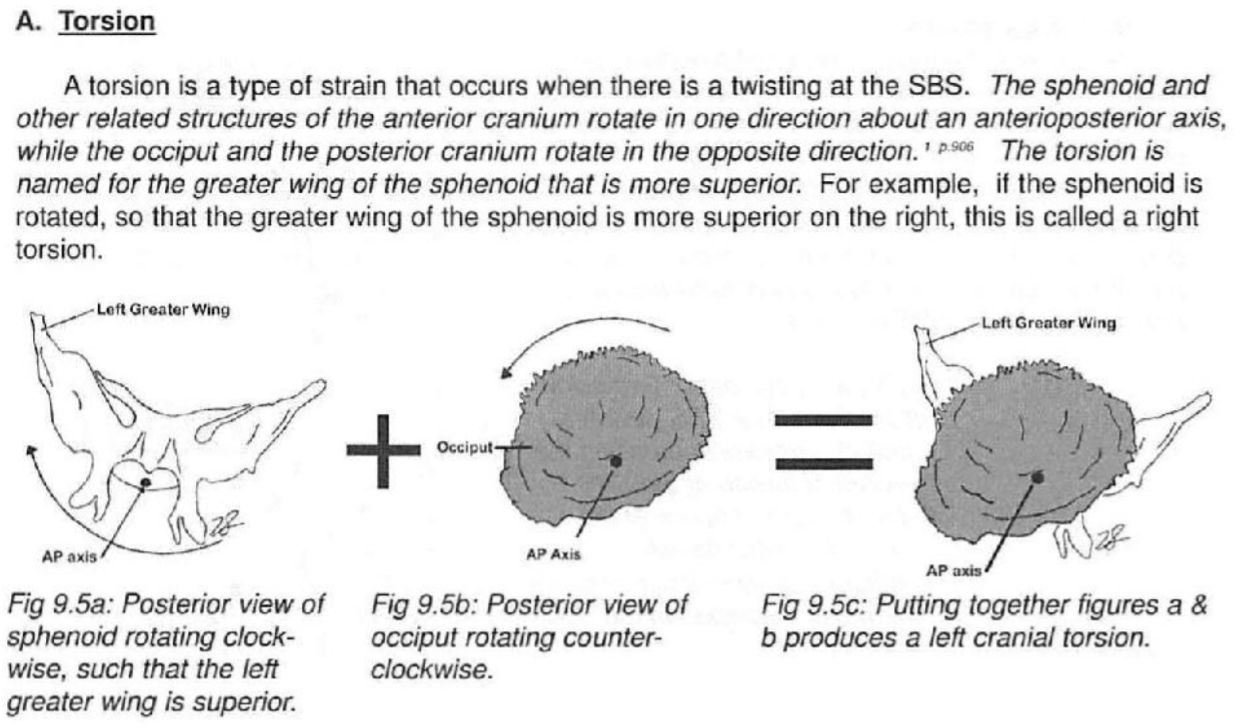 A. Torsion
A torsion is a type of strain that occurs when there is a twisting at the SBS. The sphenoid and
other related structures of the anterior cranium rotate in one direction about an anterioposterior axis,
while the occiput and the posterior cranium rotate in the opposite direction. 1 p.906 The torsion is
named for the greater wing of the sphenoid that is more superior. For example, if the sphenoid is
rotated, so that the greater wing of the sphenoid is more superior on the right, this is called a right
torsion.
Left Greater Wing
AP axis
Occiput
AP Axis
Left Greater Wing
AP axis
Fig 9.5a: Posterior view of
sphenoid rotating clock-
wise, such that the left
greater wing is superior.
Fig 9.5b: Posterior view of
occiput rotating counter-
clockwise.
Fig 9.5c: Putting together figures a &
b produces a left cranial torsion.